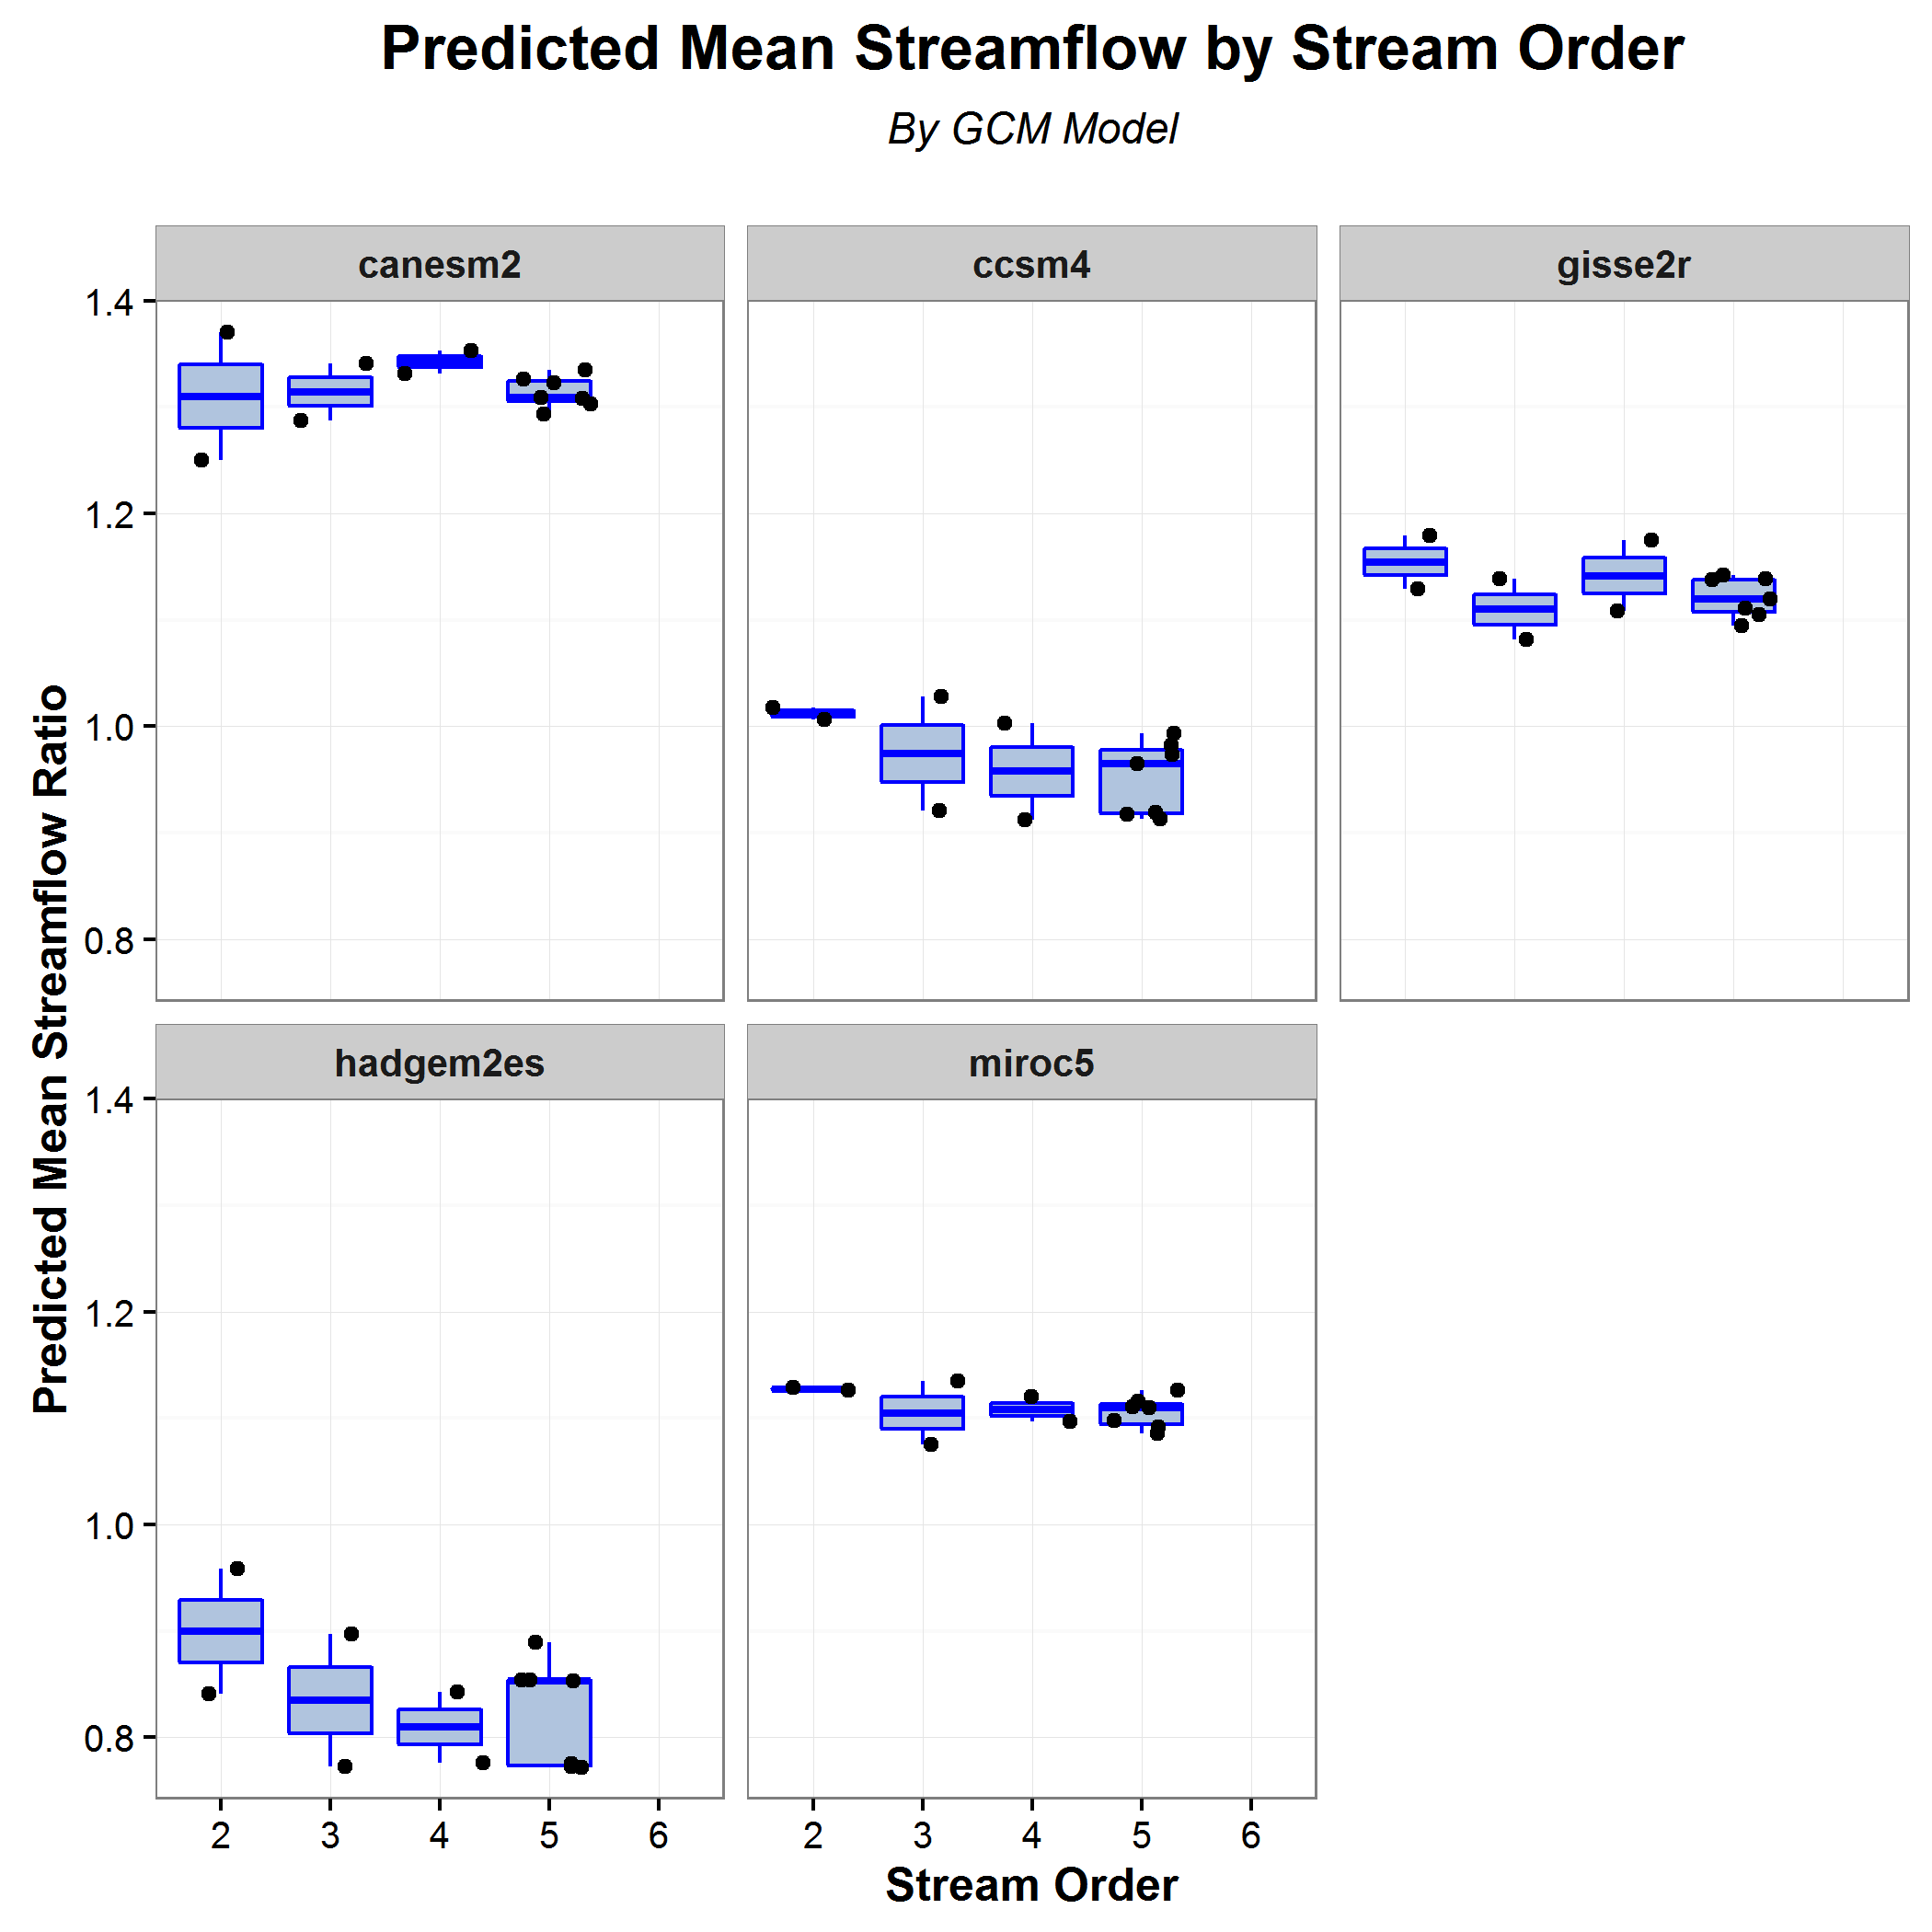 Predicted Mean Streamflow by Stream Order
By GCM Model
canesm2
ccsm4
gisse2r
1.4
1.2
1.0
0.8
Predicted Mean Streamflow Ratio
hadgem2es
miroc5
1.4
1.2
1.0
0.8
2 3 4 5 6
2 3 4 5 6
Stream Order